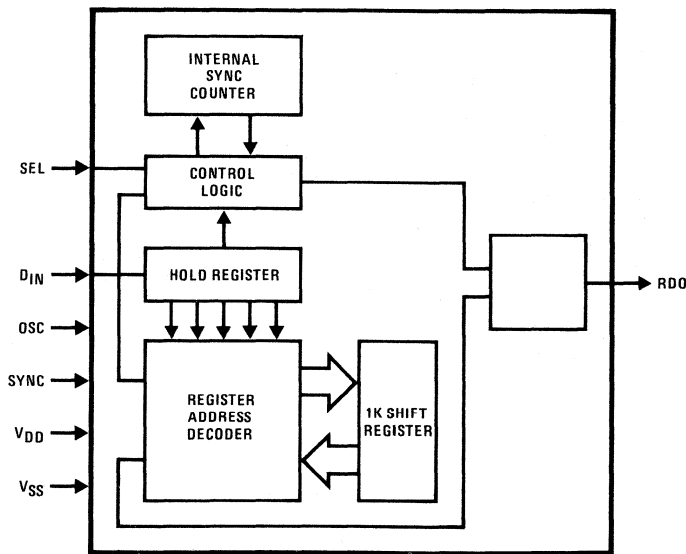 INTERNAL
SYNC
COUNTER
SEL
CONTROL
LOGIC
DIN
HOLD REGISTER
RDO
OSC
SYNC
REGISTER
ADDRESS
DECODER
1K SHIFT
REGISTER
VDD
VSS